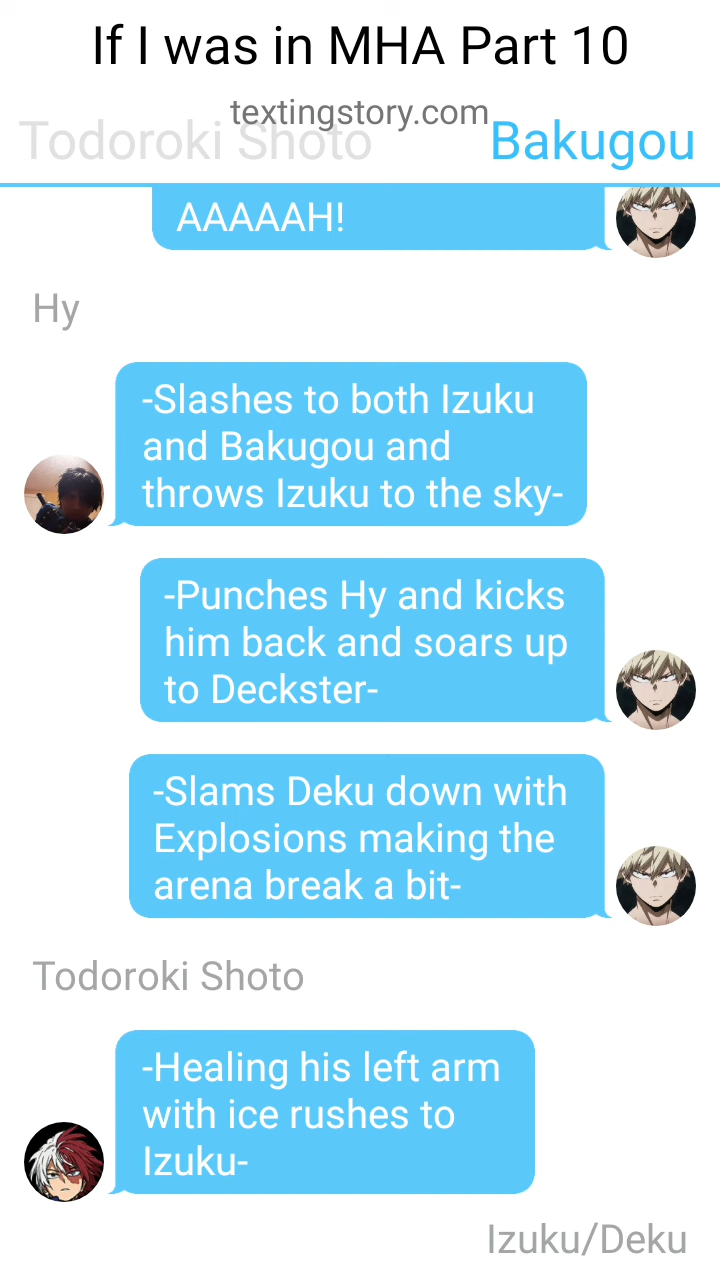 If I was in MHA Part 10
textingstory.com
Todoroki Shoto
Bakugou
AAAAAH!
Hy
-Slashes to both Izuku
and Bakugou and
throws Izuku to the sky-
-Punches Hy and kicks
him back and soars up
to Deckster-
-Slams Deku down with
Explosions making the
arena break a bit-
Todoroki Shoto
-Healing his left arm
with ice rushes to
Izuku-
Izuku/Deku